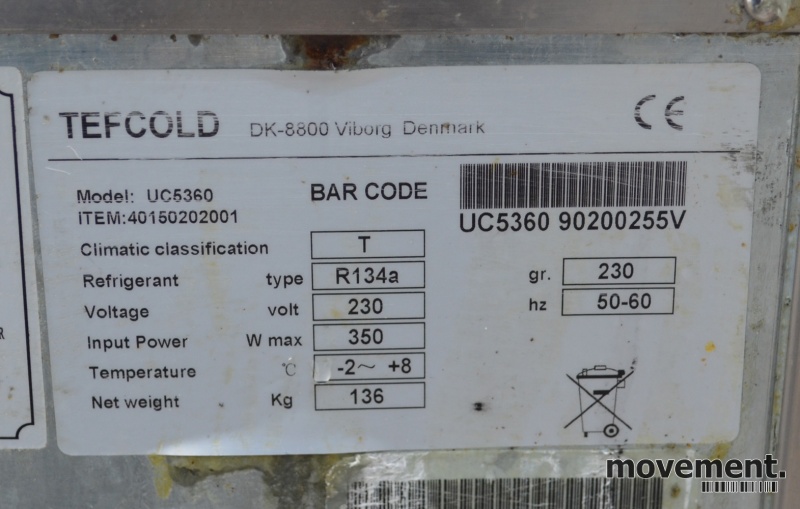 TEFCOLD DK-8800 Viborg Denmark CE
Model: UC5360 BAR CODE
ITEM:40150202001 UC5360 90200255V
Climatic classification T
Refrigerant type R134a gr. 230
Voltage volt 230 hz 50-60
Input Power W max 350
Temperature °C -2~ +8
Net weight Kg 136
R
movement.